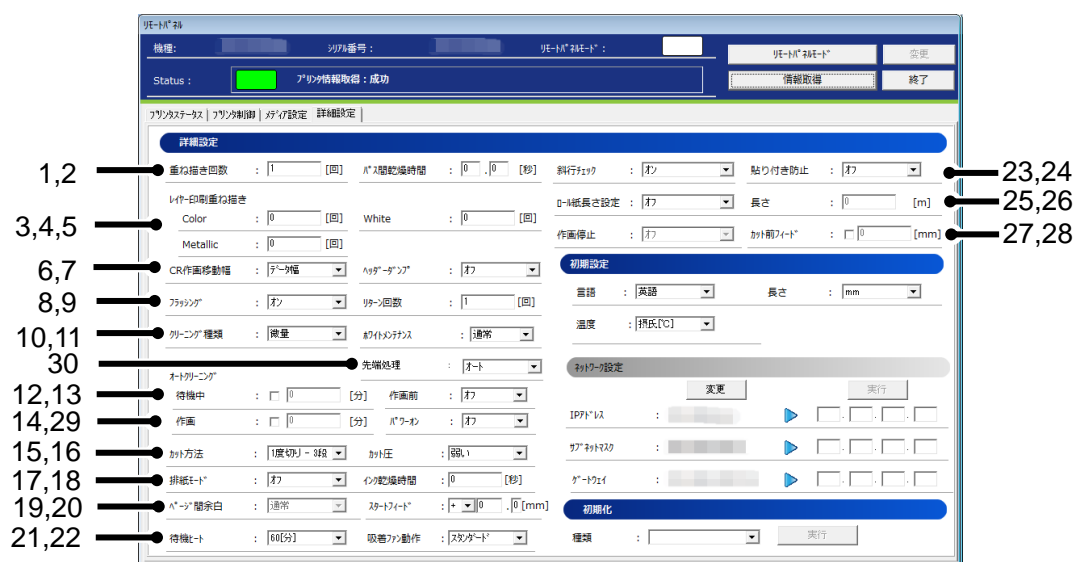 ﾘﾓｰﾄﾊﾟﾈﾙ
機種: ｼﾘｱﾙ番号 : ﾘﾓｰﾄﾊﾟﾈﾙﾓｰﾄﾞ : ﾘﾓｰﾄﾊﾟﾈﾙﾓｰﾄﾞ 変更
Status : ﾌﾟﾘﾝﾀ情報取得 : 成功 情報取得 終了
ﾌﾟﾘﾝﾀｽﾃｰﾀｽ ﾌﾟﾘﾝﾀ制御 ﾒﾃﾞｨｱ設定 詳細設定
詳細設定
1,2 重ね描き回数 : 1 [回] ﾊﾟｽ間乾燥時間 : 0 .0 [秒] 斜行ﾁｪｯｸ : ｵﾝ 貼り付き防止 : ｵﾌ 23,24
ﾚｲﾔｰ印刷重ね描き ﾛｰﾙ紙長さ設定 : ｵﾌ 長さ : 0 [m] 25,26
3,4,5 Color : 0 [回] White : 0 [回]
Metallic : 0 [回] 作画停止 : ｵﾌ ｶｯﾄ前ﾌｨｰﾄﾞ : 0 [mm] 27,28
6,7 CR作画移動幅 : ﾃﾞｰﾀ幅 ﾍｯﾀﾞｰﾀﾞﾝﾌﾟ : ｵﾌ 初期設定
8,9 ﾌﾗｯｼﾝｸﾞ : ｵﾝ ﾘﾀｰﾝ回数 : 1 [回] 言語 : 英語 長さ : mm
10,11 ｸﾘｰﾆﾝｸﾞ種類 : 微量 ﾎﾜｲﾄﾒﾝﾃﾅﾝｽ : 通常 温度 : 摂氏[℃]
30 先端処理 : ｵｰﾄ ﾈｯﾄﾜｰｸ設定
ｵｰﾄｸﾘｰﾆﾝｸﾞ
12,13 待機中 : 0 [分] 作画前 : ｵﾌ 変更 実行
14,29 作画 : 0 [分] ﾊﾟﾜｰｵﾝ : ｵﾌ IPｱﾄﾞﾚｽ : . . .
15,16 ｶｯﾄ方法 : 1度切り - 3段 ｶｯﾄ圧 : 弱い ｻﾌﾞﾈｯﾄﾏｽｸ : . . .
17,18 排紙ﾓｰﾄﾞ : ｵﾌ ｲﾝｸ乾燥時間 : 0 [秒] ｹﾞｰﾄｳｪｲ : . . .
19,20 ﾍﾟｰｼﾞ間余白 : 通常 ｽﾀｰﾄﾌｨｰﾄﾞ : + 0 .0 [mm] 初期化
21,22 待機ﾋｰﾄ : 60[分] 吸着ﾌｧﾝ動作 : ｽﾀﾝﾀﾞｰﾄﾞ 種類 : 実行